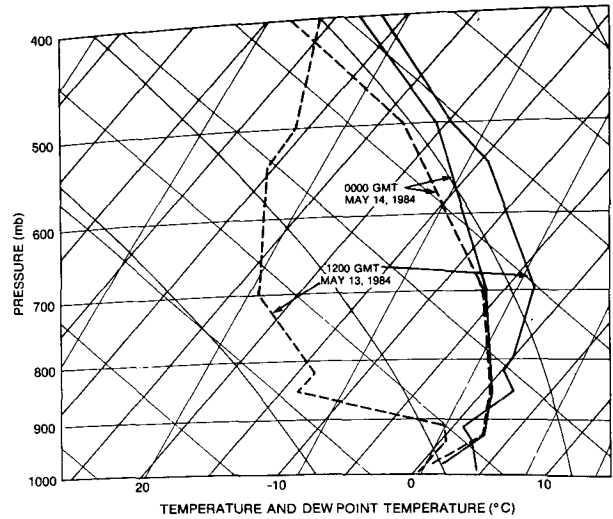 400
500
600
700
800
900
1000
PRESSURE (mb)
0000 GMT
MAY 14, 1984
1200 GMT
MAY 13, 1984
20
-10
0
10
TEMPERATURE AND DEW POINT TEMPERATURE (°C)